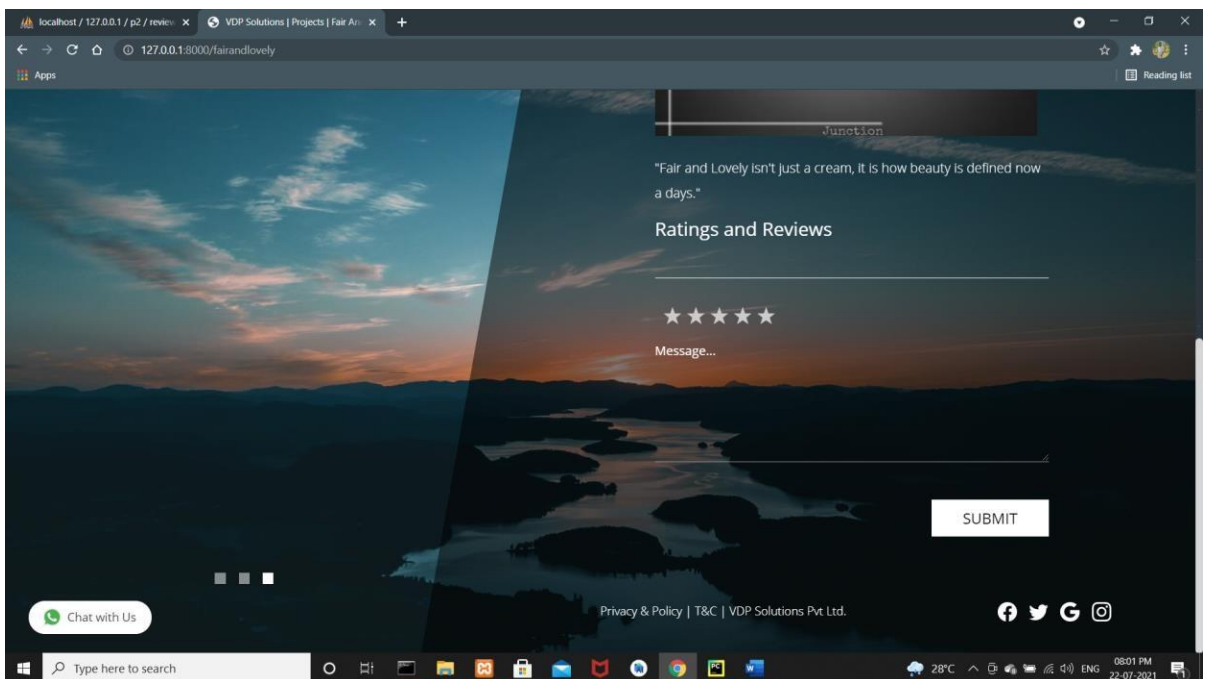 localhost / 127.0.0.1 / p2 / review
VDP Solutions | Projects | Fair An
127.0.0.1:8000/fairandlovely
Apps
Reading list
Junction
"Fair and Lovely isn't just a cream, it is how beauty is defined now
a days."
Ratings and Reviews
Message...
SUBMIT
Chat with Us
Privacy & Policy | T&C | VDP Solutions Pvt Ltd.
Type here to search
28°C
ENG
08:01 PM
22-07-2021